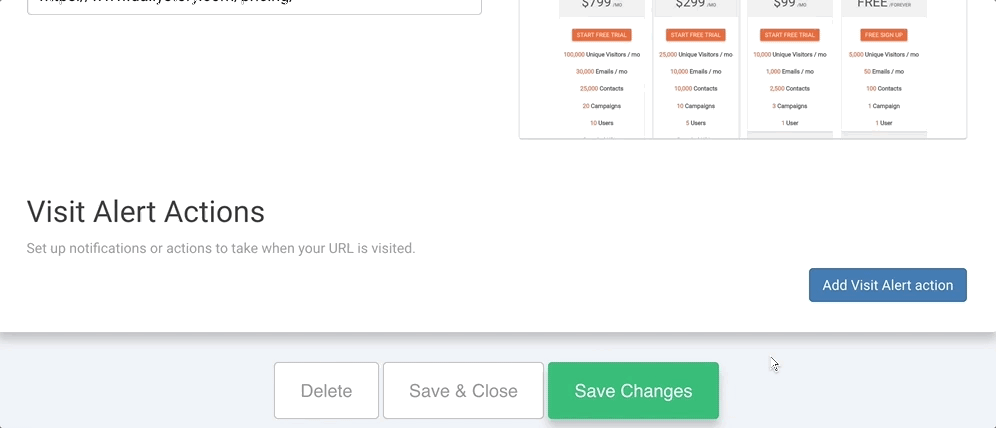 $799 /MO
$299 /MO
$99 /MO
FREE /FOREVER
START FREE TRIAL
START FREE TRIAL
START FREE TRIAL
FREE SIGN UP
100,000 Unique Visitors / mo
25,000 Unique Visitors / mo
10,000 Unique Visitors / mo
5,000 Unique Visitors / mo
30,000 Emails / mo
10,000 Emails / mo
1,000 Emails / mo
50 Emails / mo
25,000 Contacts
10,000 Contacts
2,500 Contacts
100 Contacts
20 Campaigns
10 Campaigns
3 Campaigns
1 Campaign
10 Users
5 Users
1 User
1 User
Visit Alert Actions
Set up notifications or actions to take when your URL is visited.
Add Visit Alert action
Delete
Save & Close
Save Changes